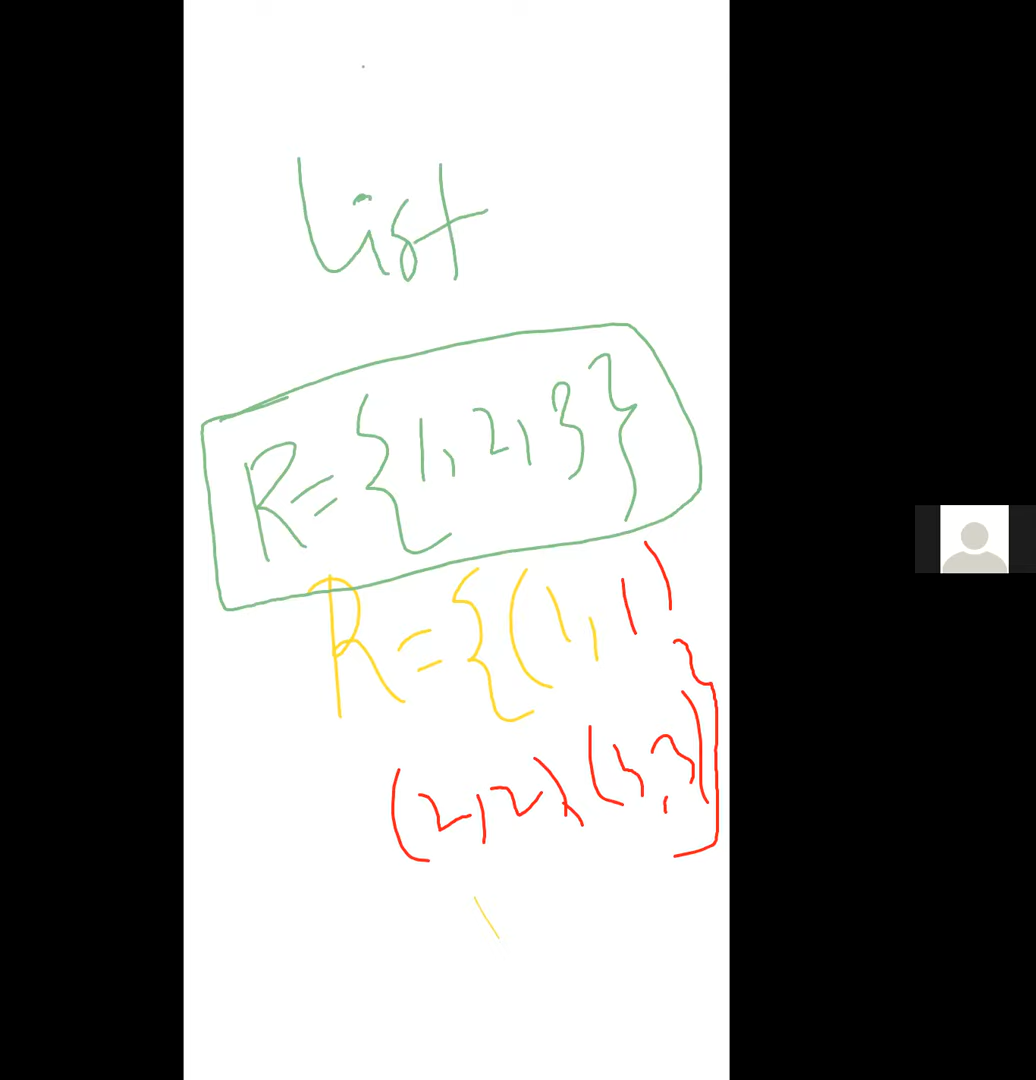 List
R={1,2,3}
R={(1,1)
(2,2),(3,3)}